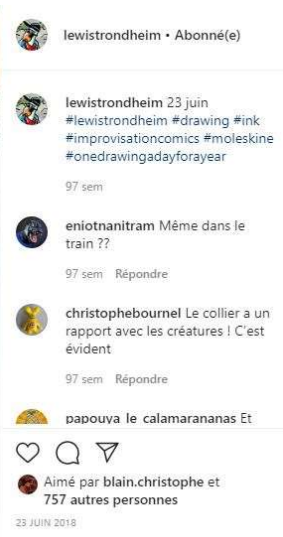 lewistrondheim • Abonné(e)
lewistrondheim 23 juin
#lewistrondheim #drawing #ink
#improvisationcomics #moleskine
#onedrawingadayforayear
97 sem
eniotnanitram Même dans le
train ??
97 sem Répondre
christophebournel Le collier a un
rapport avec les créatures ! C'est
évident
97 sem Répondre
papouya_le_calamarananas Et
Aimé par blain.christophe et
757 autres personnes
23 JUIN 2018